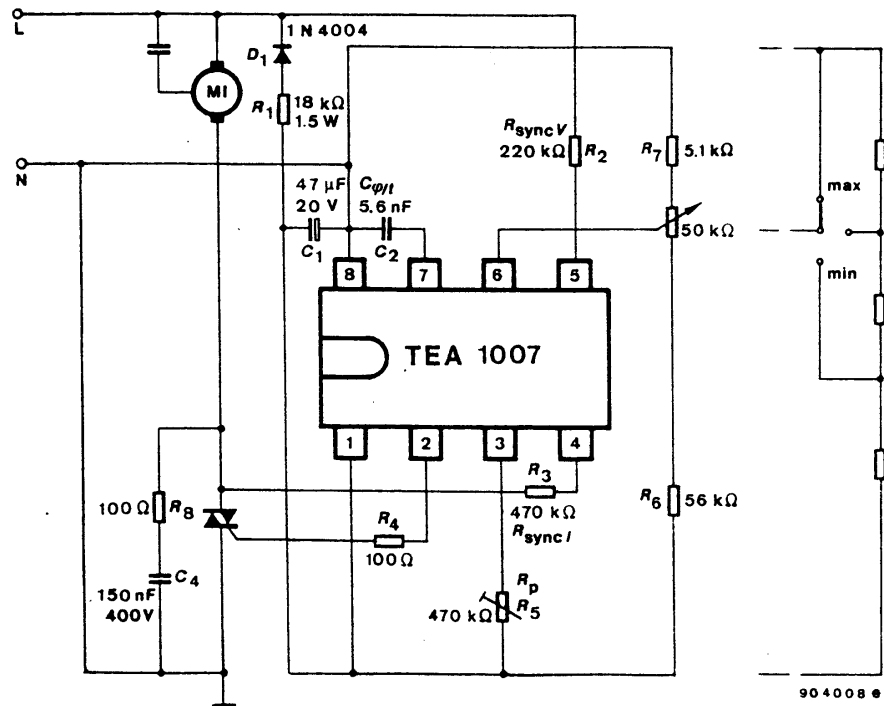 L
N
MI
1 N 4004
D1
R1
18 kΩ
1.5 W
RsyncV
220 kΩ
R2
R7
5.1 kΩ
50 kΩ
47 µF
20 V
C1
Cφ/t
5.6 nF
C2
8
7
6
5
TEA 1007
1
2
3
4
R3
470 kΩ
Rsync I
R4
100 Ω
100 Ω
R8
C4
150 nF
400V
Rp
R5
470 kΩ
R6
56 kΩ
max
min
904008 e